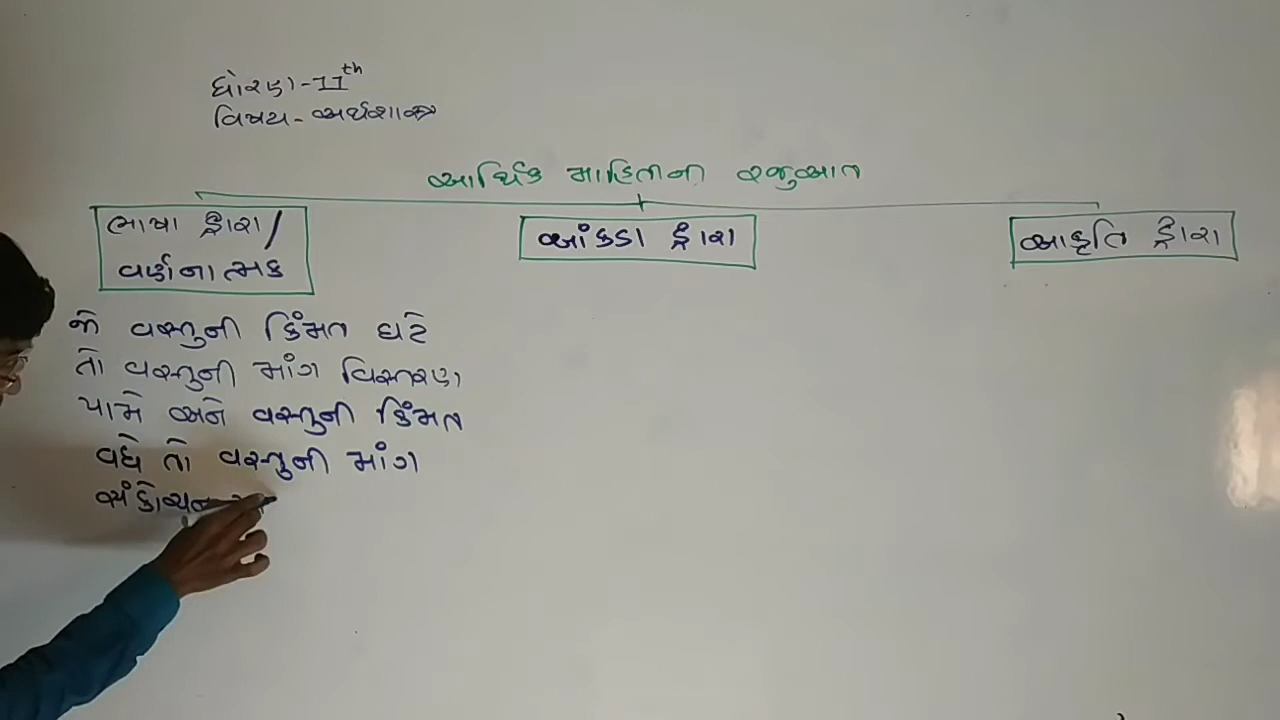 ધોરણ-11th
વિષય-અર્થશાસ્ત્ર
આર્થિક માહિતીની રજુઆત
ભાષા દ્વારા/
વર્ણનાત્મક
આંકડા દ્વારા
આકૃતિ દ્વારા
જો વસ્તુની કિંમત ઘટે
તો વસ્તુની માંગ વિસ્તરણ
પામે અને વસ્તુની કિંમત
વધે તો વસ્તુની માંગ
સંકોચન